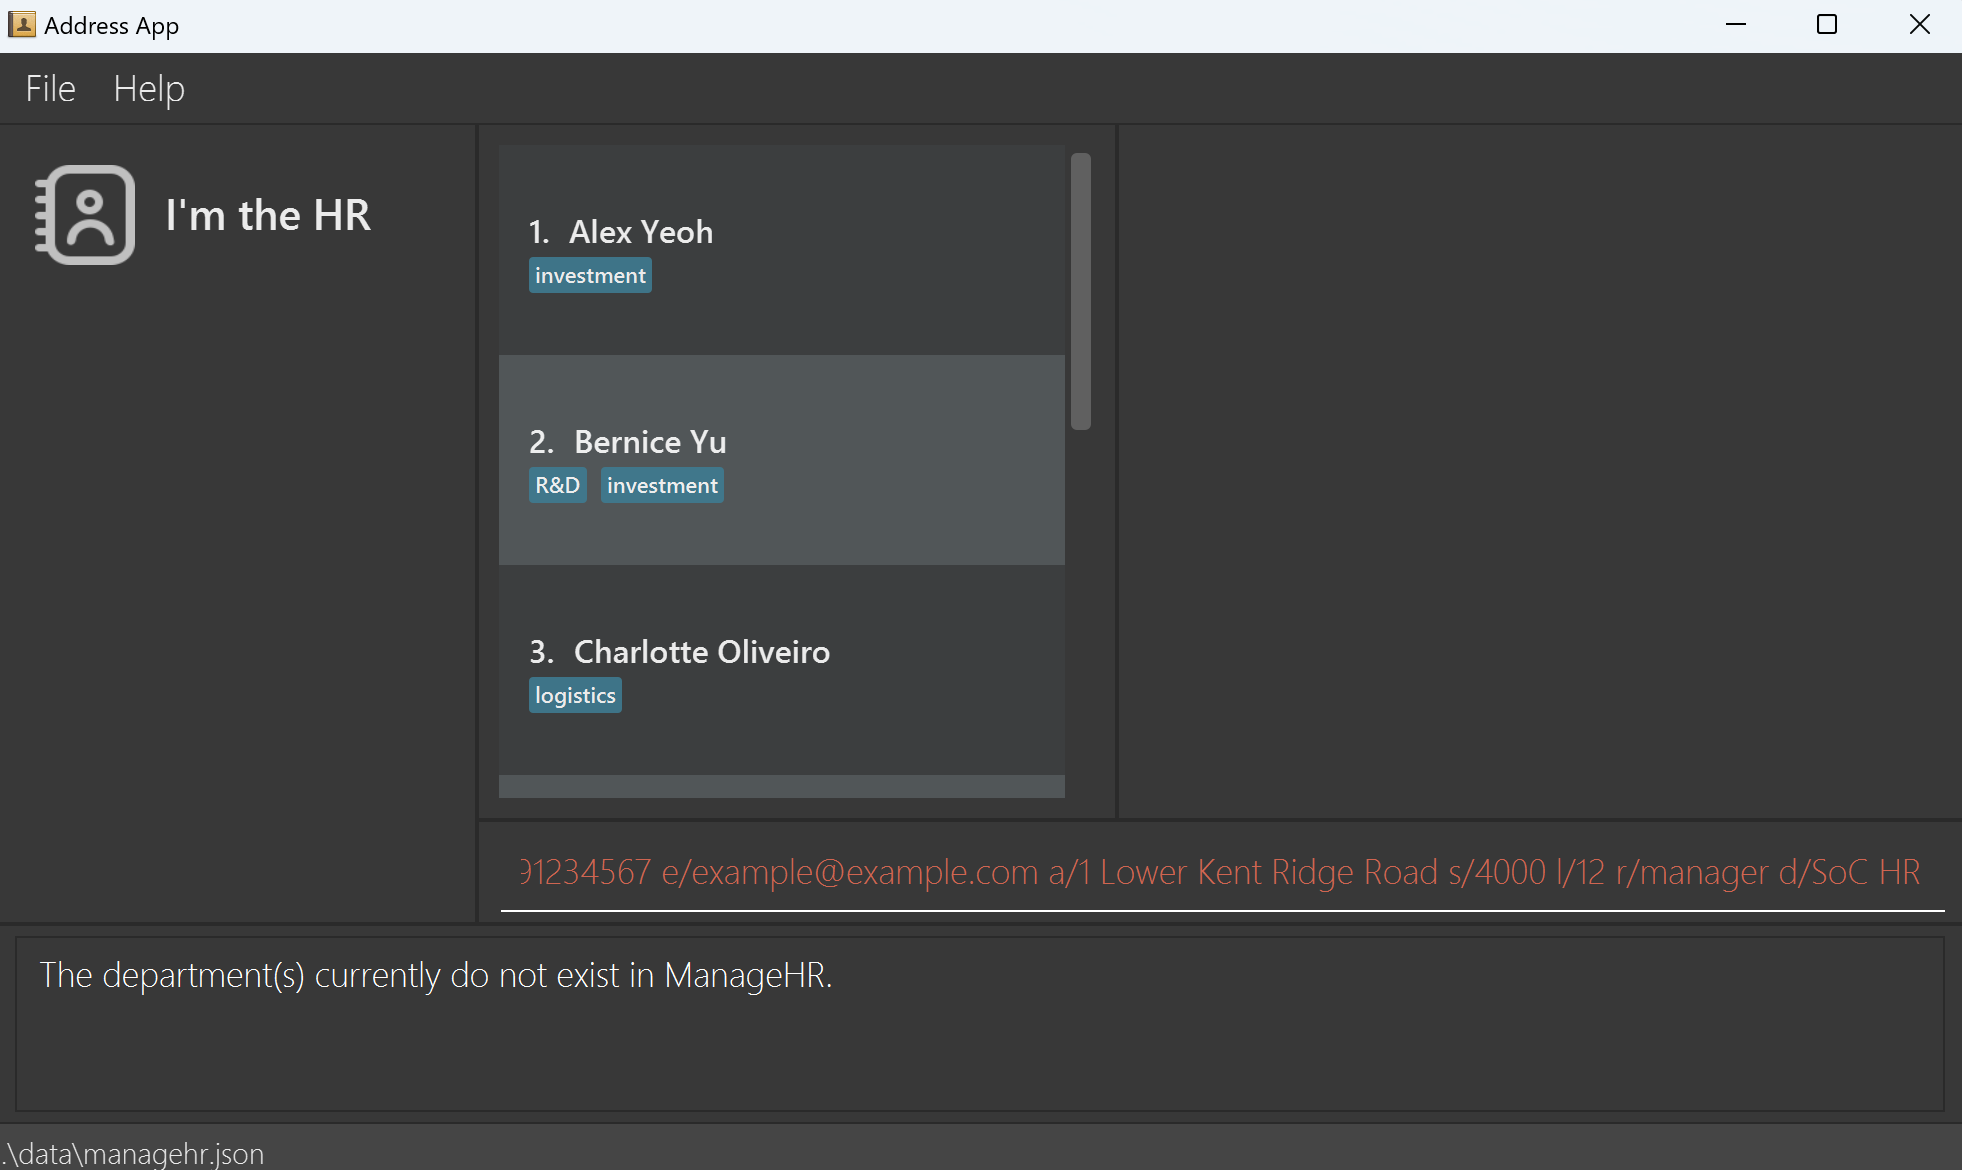 Address App
File Help
I'm the HR
1. Alex Yeoh
investment
2. Bernice Yu
R&D investment
3. Charlotte Oliveiro
logistics
91234567 e/example@example.com a/1 Lower Kent Ridge Road s/4000 l/12 r/manager d/SoC HR
The department(s) currently do not exist in ManageHR.
.\data\managehr.json